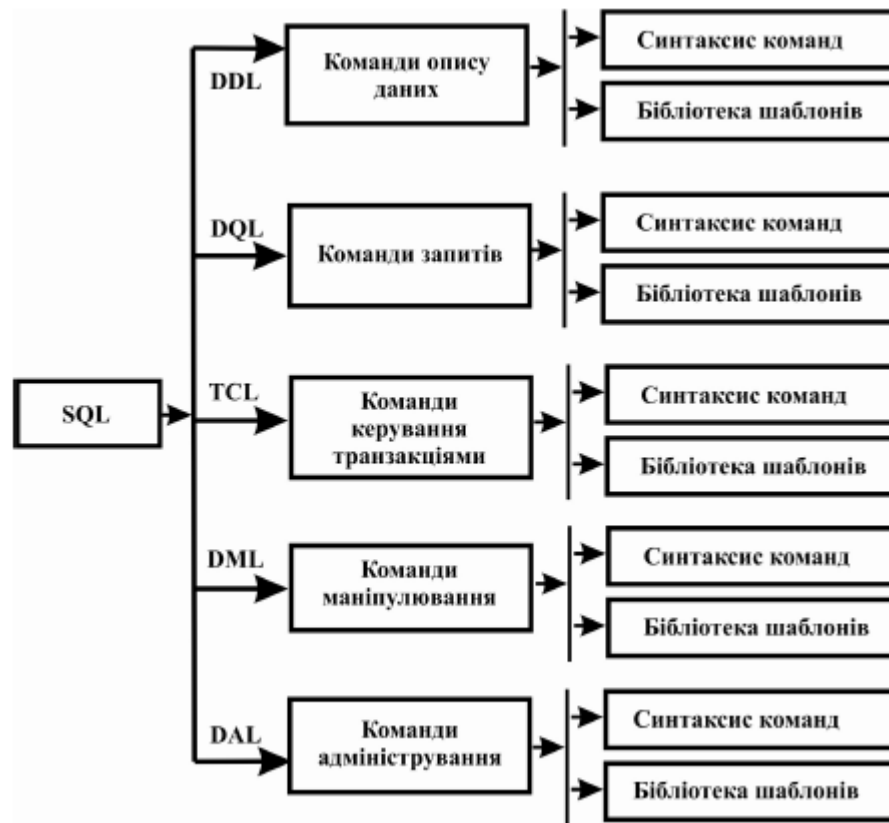 DDL
Команди опису
даних
Синтаксис команд
Бібліотека шаблонів
DQL
Команди запитів
Синтаксис команд
Бібліотека шаблонів
SQL
TCL
Команди
керування
транзакціями
Синтаксис команд
Бібліотека шаблонів
DML
Команди
маніпулювання
Синтаксис команд
Бібліотека шаблонів
DAL
Команди
адміністрування
Синтаксис команд
Бібліотека шаблонів